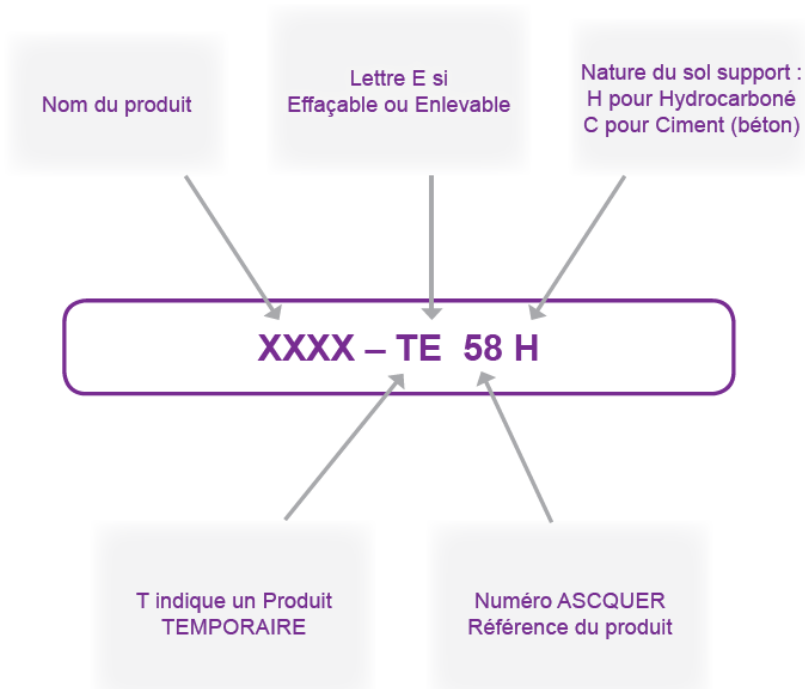 Nom du produit
Lettre E si
Effaçable ou Enlevable
Nature du sol support :
H pour Hydrocarboné
C pour Ciment (béton)
XXXX – TE 58 H
T indique un Produit
TEMPORAIRE
Numéro ASCQUER
Référence du produit